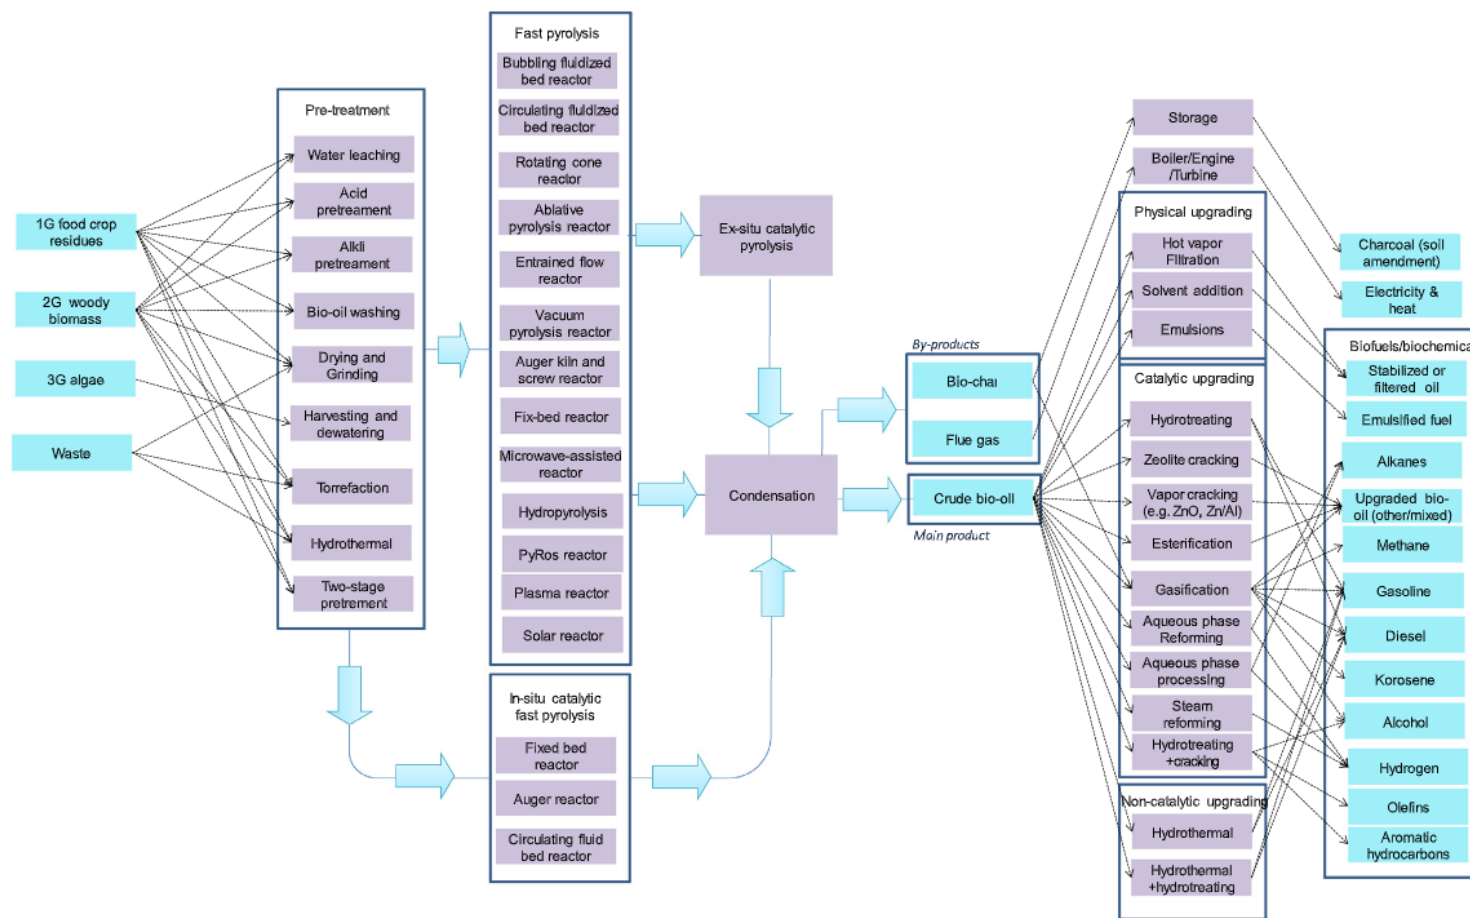 1G food crop
residues
2G woody
biomass
3G algae
Waste
Pre-treatment
Water leaching
Acid
pretreament
Alkli
pretreament
Bio-oil washing
Drying and
Grinding
Harvesting and
dewatering
Torrefaction
Hydrothermal
Two-stage
pretrement
Fast pyrolysis
Bubbling fluidized
bed reactor
Circulating fluidized
bed reactor
Rotating cone
reactor
Ablative
pyrolysis reactor
Entrained flow
reactor
Vacuum
pyrolysis reactor
Auger kiln and
screw reactor
Fix-bed reactor
Microwave-assisted
reactor
Hydropyrolysis
PyRos reactor
Plasma reactor
Solar reactor
In-situ catalytic
fast pyrolysis
Fixed bed
reactor
Auger reactor
Circulating fluid
bed reactor
Ex-situ catalytic
pyrolysis
Condensation
By-products
Bio-char
Flue gas
Crude bio-oil
Main product
Storage
Boiler/Engine
/Turbine
Physical upgrading
Hot vapor
Filtration
Solvent addition
Emulsions
Catalytic upgrading
Hydrotreating
Zeolite cracking
Vapor cracking
(e.g. ZnO, Zn/Al)
Esterification
Gasification
Aqueous phase
Reforming
Aqueous phase
processing
Steam
reforming
Hydrotreating
+cracking
Non-catalytic upgrading
Hydrothermal
Hydrothermal
+hydrotreating
Charcoal (soil
amendment)
Electricity &
heat
Biofuels/biochemica
Stabilized or
filtered oil
Emulsified fuel
Alkanes
Upgraded bio-
oil (other/mixed)
Methane
Gasoline
Diesel
Korosene
Alcohol
Hydrogen
Olefins
Aromatic
hydrocarbons